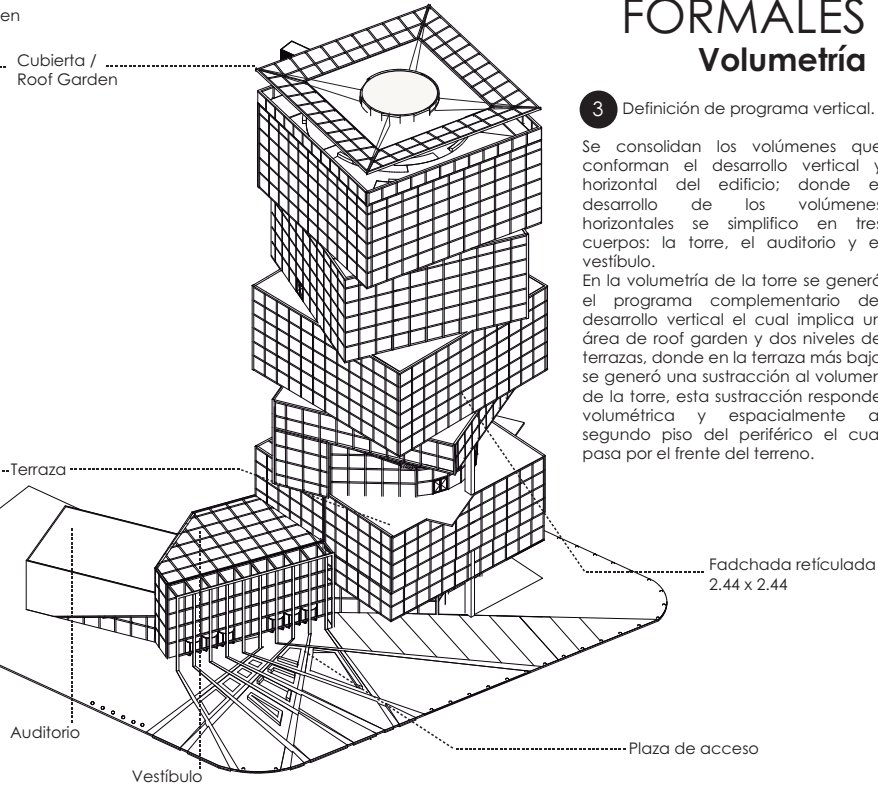 en
Cubierta /
Roof Garden
FORMALES
Volumetría
3 Definición de programa vertical.
Se consolidan los volúmenes que
conforman el desarrollo vertical y
horizontal del edificio; donde e
desarrollo de los volúmenes
horizontales se simplifico en tres
cuerpos: la torre, el auditorio y e
vestíbulo.
En la volumetría de la torre se generó
el programa complementario de
desarrollo vertical el cual implica un
área de roof garden y dos niveles de
terrazas, donde en la terraza más baja
se generó una sustracción al volumen
de la torre, esta sustracción responde
volumétrica y espacialmente a
segundo piso del periférico el cua
pasa por el frente del terreno.
Terraza
Fadchada retículada
2.44 x 2.44
Auditorio
Plaza de acceso
Vestíbulo